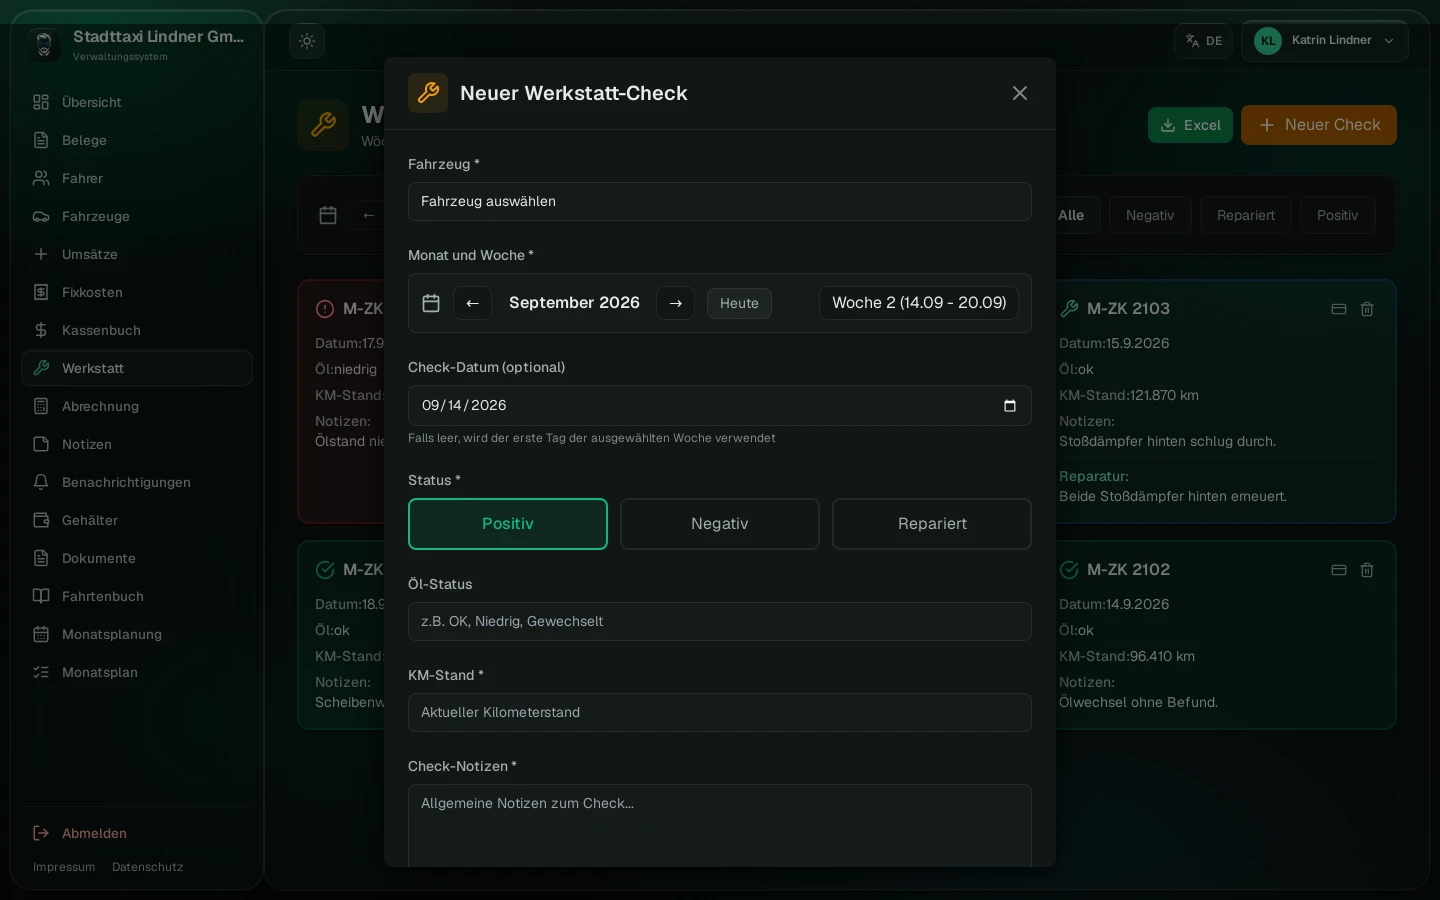 Stadttaxi Lindner Gm...
Verwaltungssystem
Übersicht
Belege
Fahrer
Fahrzeuge
Umsätze
Fixkosten
Kassenbuch
Werkstatt
Abrechnung
Notizen
Benachrichtigungen
Gehälter
Dokumente
Fahrtenbuch
Monatsplanung
Monatsplan
Abmelden
Impressum Datenschutz
DE
KL Katrin Lindner
Excel
Neuer Check
←
Alle Negativ Repariert Positiv
M-ZK
Datum:17.9
Öl:niedrig
KM-Stand:
Notizen:
Ölstand nie
M-ZK 2103
Datum:15.9.2026
Öl:ok
KM-Stand:121.870 km
Notizen:
Stoßdämpfer hinten schlug durch.
Reparatur:
Beide Stoßdämpfer hinten erneuert.
M-ZK
Datum:18.9
Öl:ok
KM-Stand:
Notizen:
Scheibenw
M-ZK 2102
Datum:14.9.2026
Öl:ok
KM-Stand:96.410 km
Notizen:
Ölwechsel ohne Befund.
Neuer Werkstatt-Check
Fahrzeug *
Fahrzeug auswählen
Monat und Woche *
← September 2026 → Heute Woche 2 (14.09 - 20.09)
Check-Datum (optional)
09/14/2026
Falls leer, wird der erste Tag der ausgewählten Woche verwendet
Status *
Positiv Negativ Repariert
Öl-Status
z.B. OK, Niedrig, Gewechselt
KM-Stand *
Aktueller Kilometerstand
Check-Notizen *
Allgemeine Notizen zum Check...